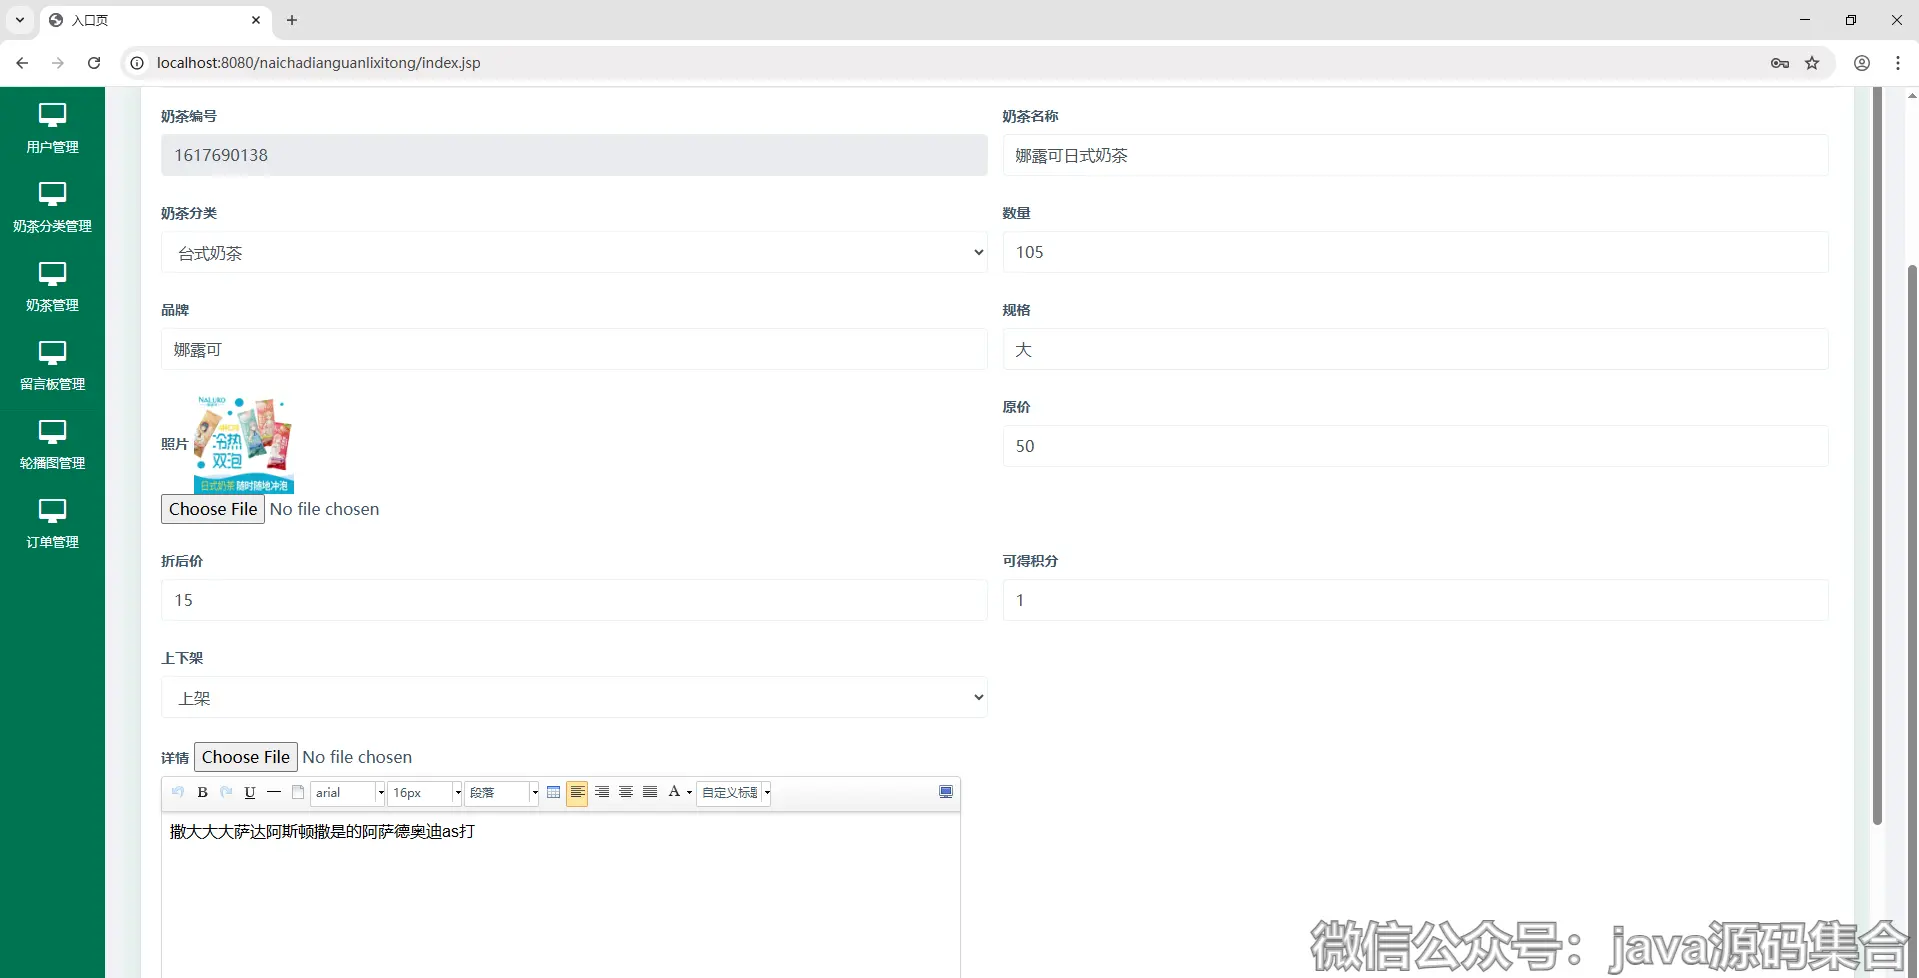 入口页
localhost:8080/naichadianguanlixitong/index.jsp
用户管理
奶茶分类管理
奶茶管理
留言板管理
轮播图管理
订单管理
奶茶编号
1617690138
奶茶名称
娜露可日式奶茶
奶茶分类
台式奶茶
数量
105
品牌
娜露可
规格
大
照片
冷热
双泡
日式奶茶 随时随地冲泡
Choose File No file chosen
原价
50
折后价
15
可得积分
1
上下架
上架
详情 Choose File No file chosen
B U arial 16px 段落 A 自定义标题
撒大大大萨达阿斯顿撒是的阿萨德奥迪as打
微信公众号：java源码集合